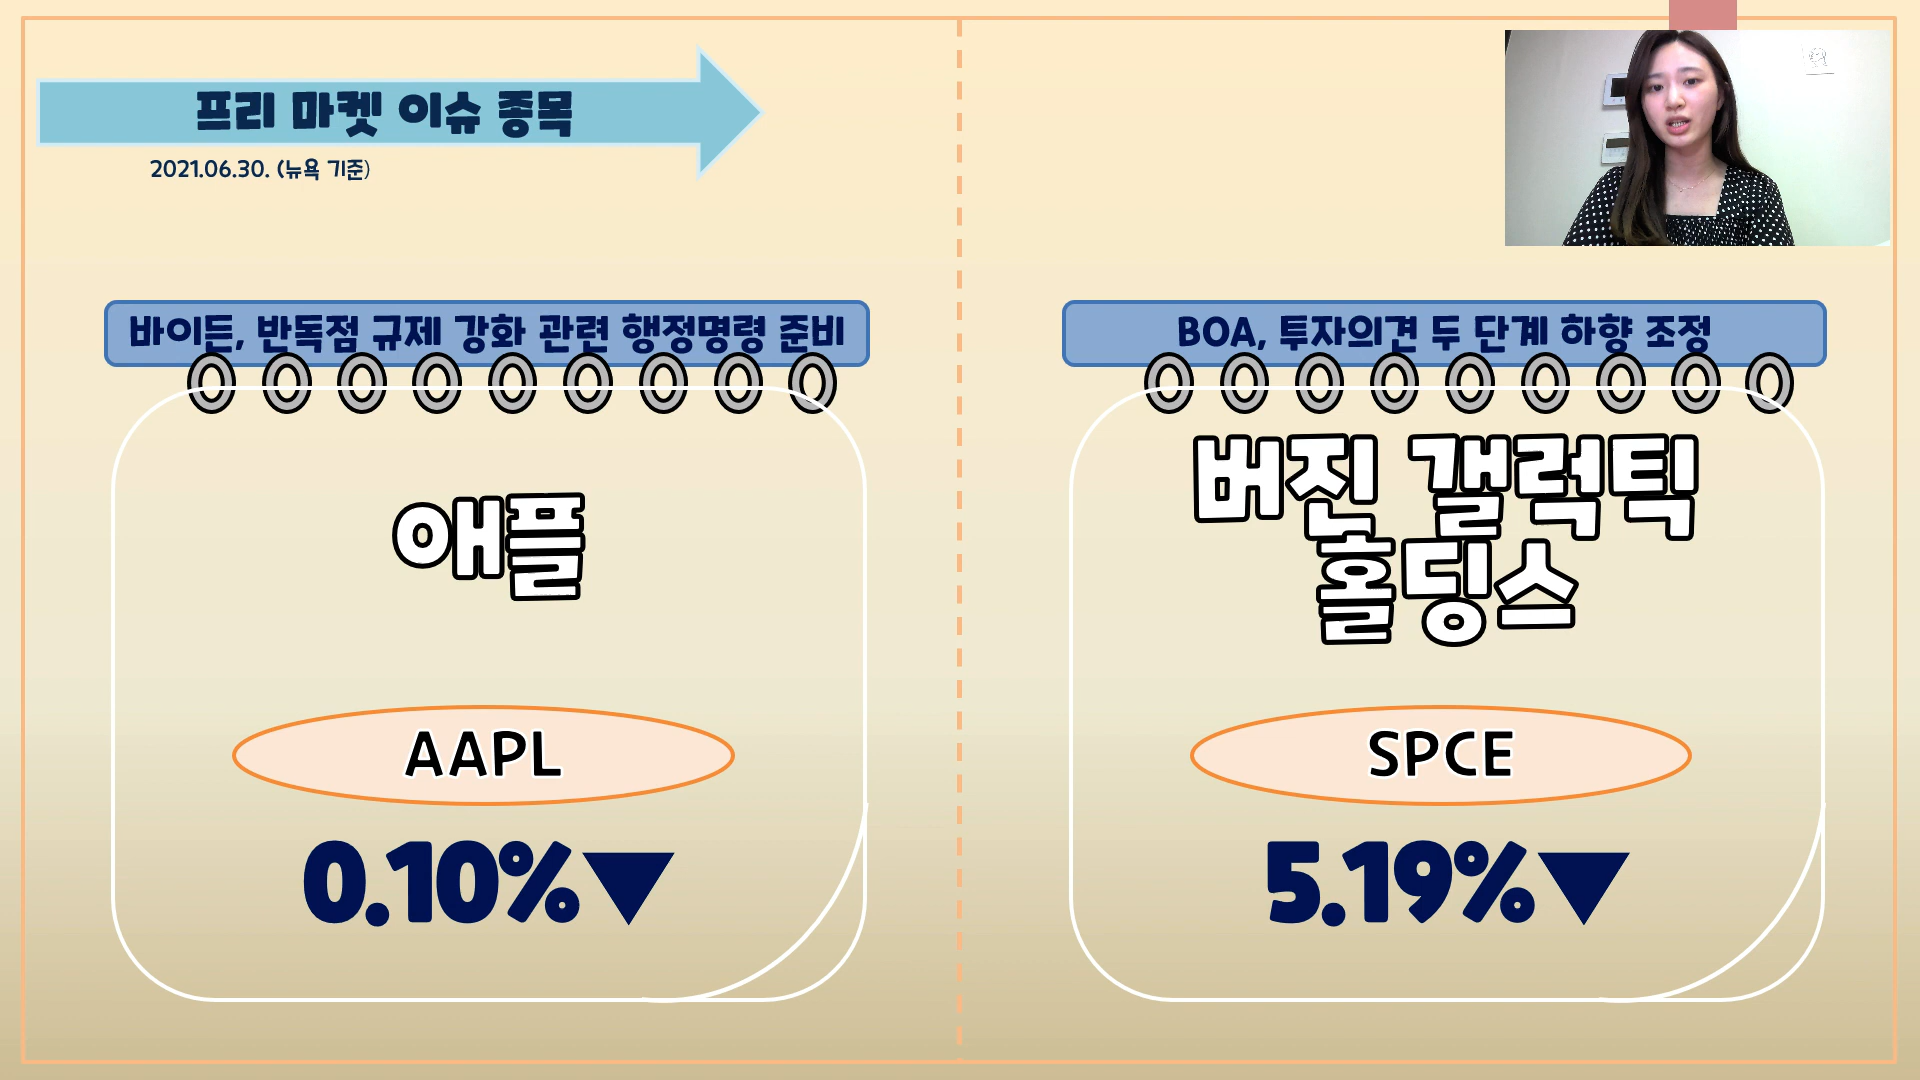 프리 마켓 이슈 종목
2021.06.30. (뉴욕 기준)
바이든, 반독점 규제 강화 관련 행정명령 준비
애플
AAPL
0.10%▼
BOA, 투자의견 두 단계 하향 조정
버진 갤럭틱
홀딩스
SPCE
5.19%▼